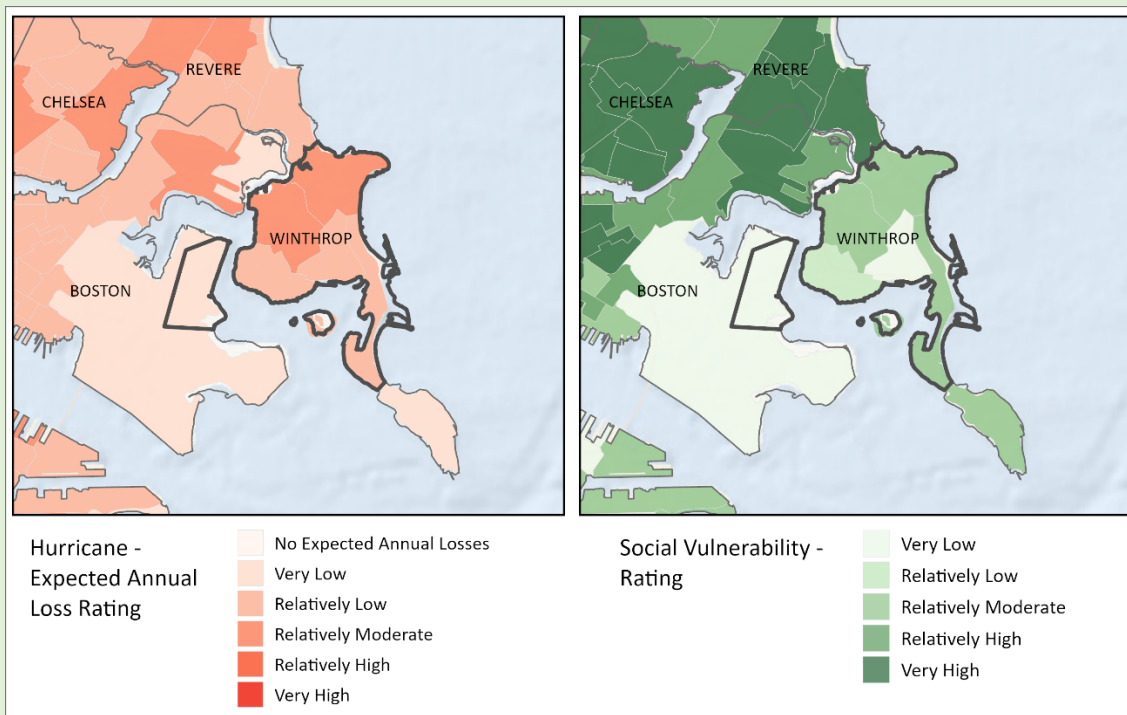 REVERE
CHELSEA
WINTHROP
BOSTON
REVERE
CHELSEA
WINTHROP
BOSTON
Hurricane -
Expected Annual
Loss Rating
No Expected Annual Losses
Very Low
Relatively Low
Relatively Moderate
Relatively High
Very High
Social Vulnerability -
Rating
Very Low
Relatively Low
Relatively Moderate
Relatively High
Very High